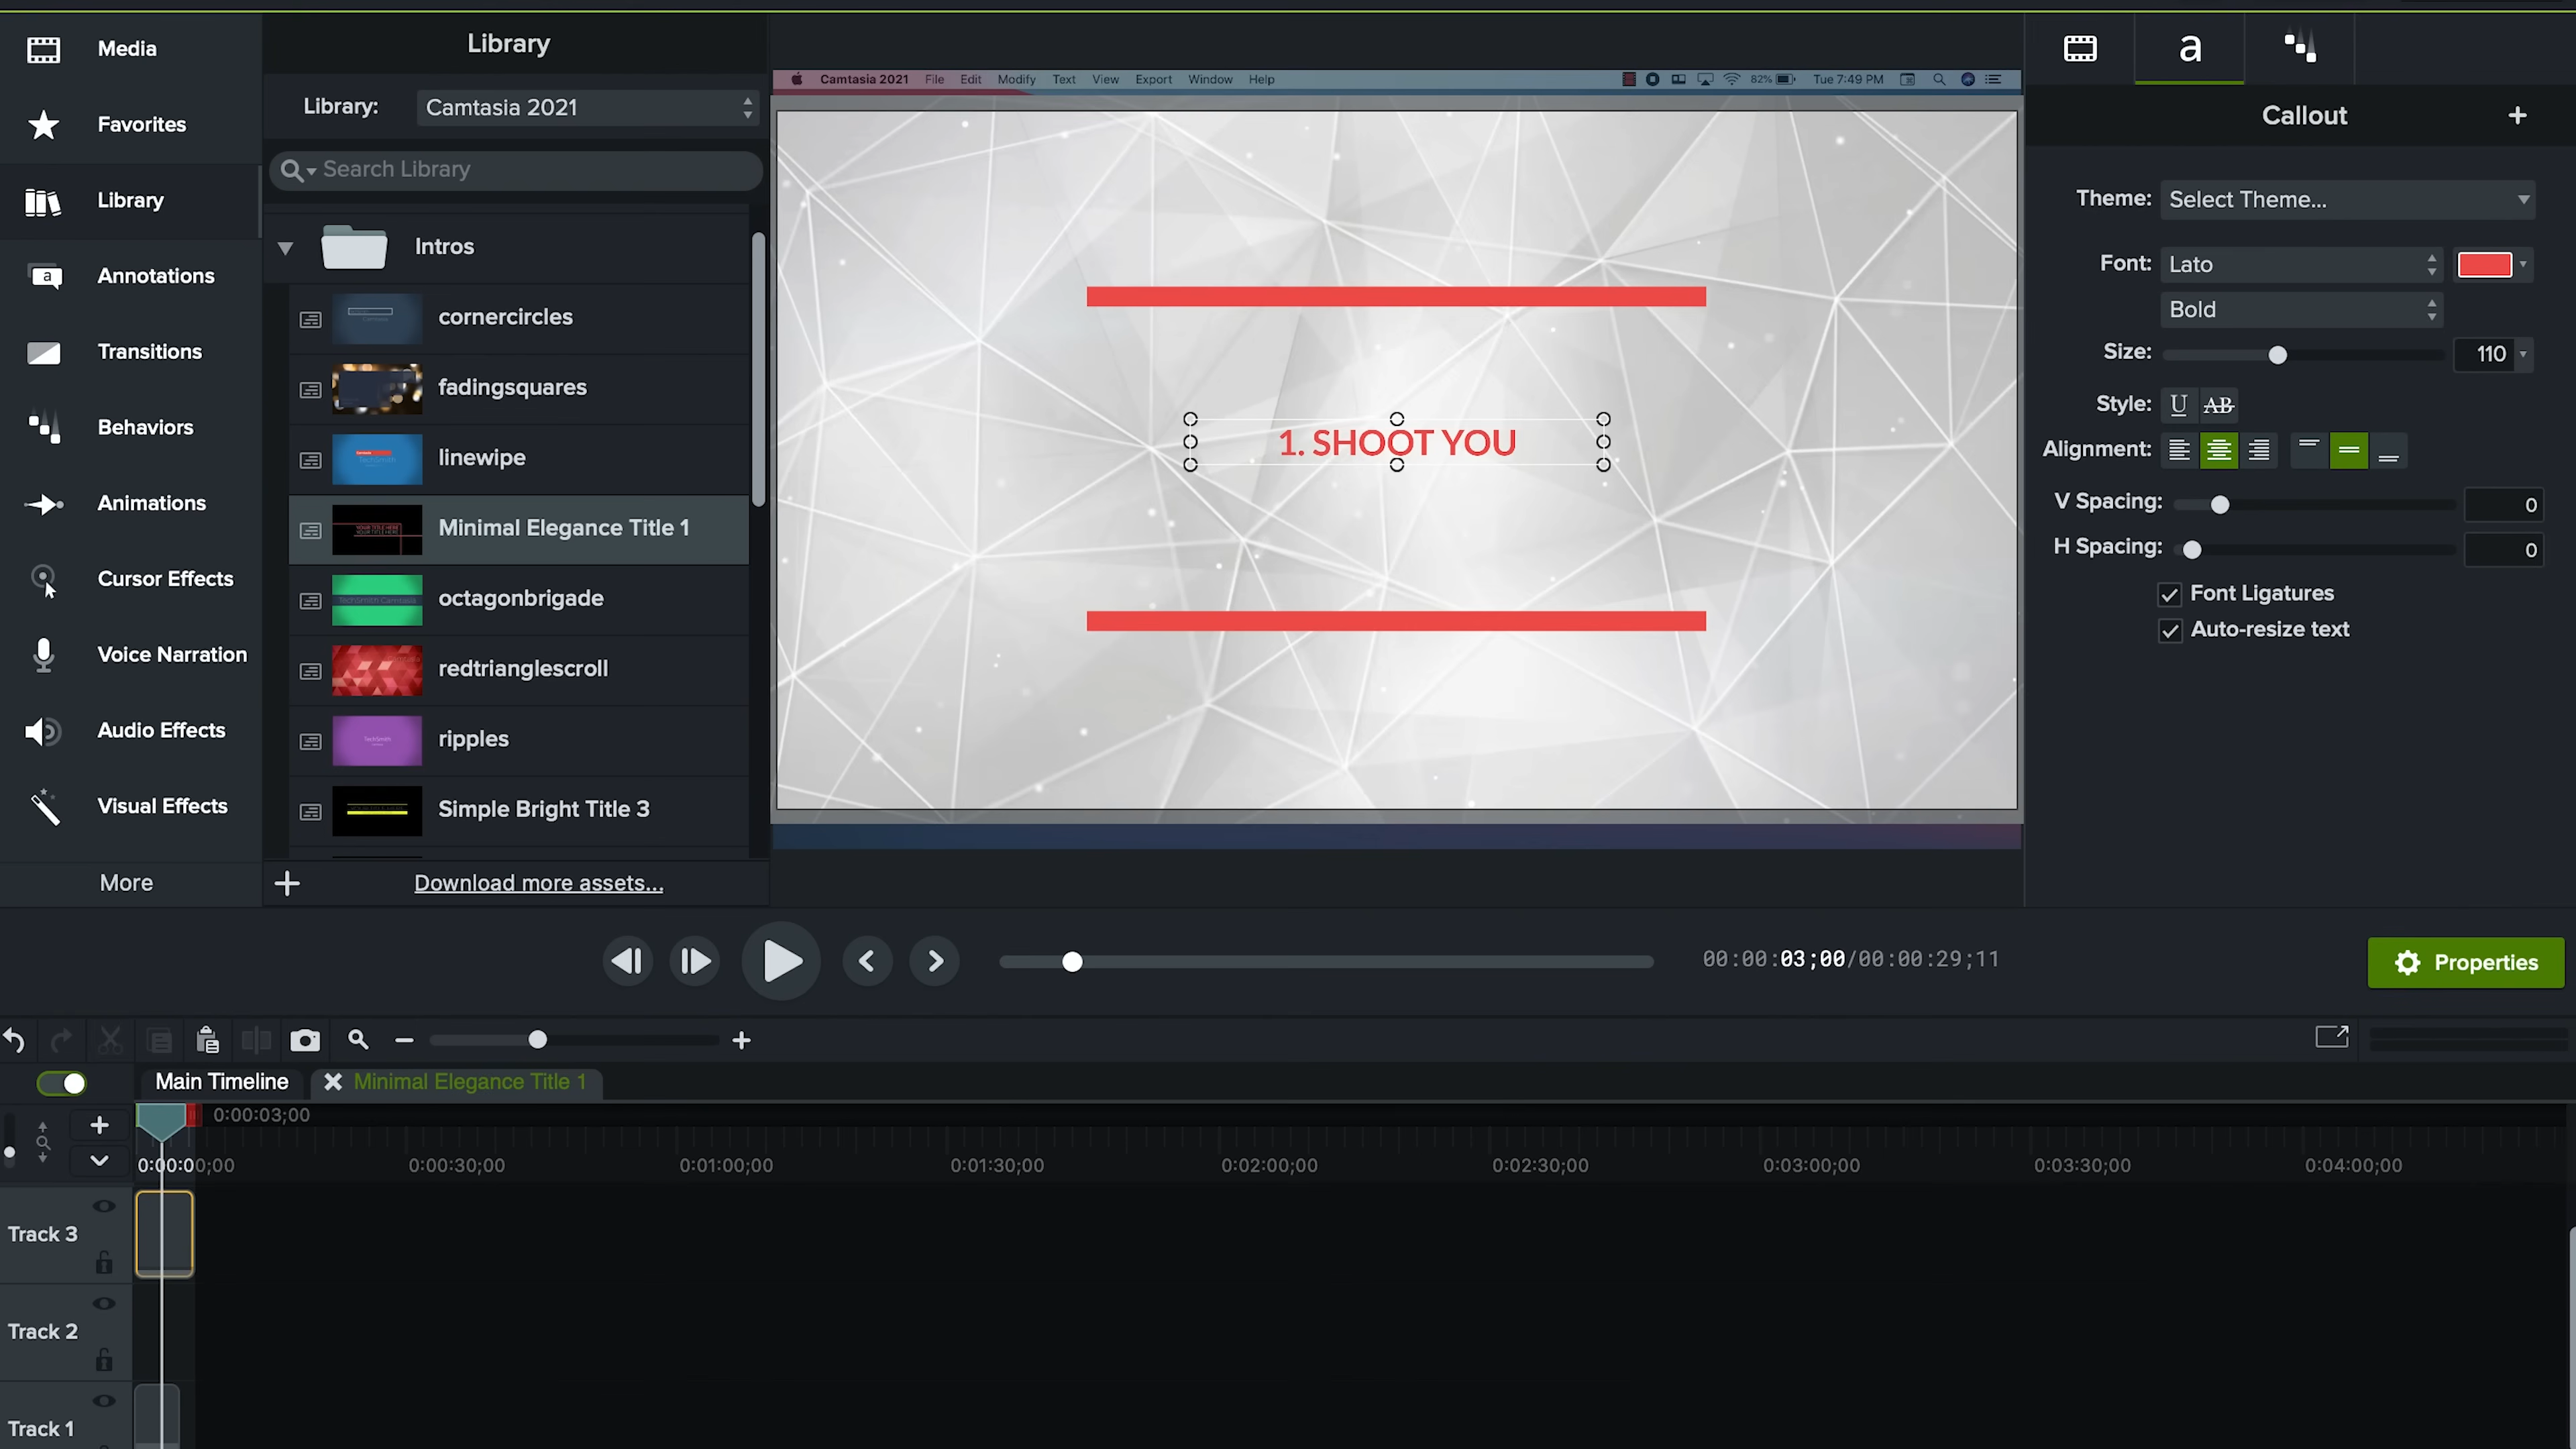 Media
Favorites
Library
Annotations
Transitions
Behaviors
Animations
Cursor Effects
Voice Narration
Audio Effects
Visual Effects
More
Library
Library: Camtasia 2021
Search Library
Intros
cornercircles
fadingsquares
linewipe
Minimal Elegance Title 1
octagonbrigade
redtrianglescroll
ripples
Simple Bright Title 3
Download more assets...
Camtasia 2021 File Edit Modify Text View Export Window Help 82% Tue 7:49 PM
1. SHOOT YOU
a
Callout
Theme: Select Theme...
Font: Lato
Bold
Size: 110
Style: U AB
Alignment:
V Spacing: 0
H Spacing: 0
Font Ligatures
Auto-resize text
00:00:03;00/00:00:29;11
Properties
Main Timeline Minimal Elegance Title 1
0:00:03;00
0:00:00;00 0:00:30;00 0:01:00;00 0:01:30;00 0:02:00;00 0:02:30;00 0:03:00;00 0:03:30;00 0:04:00;00
Track 3
Track 2
Track 1